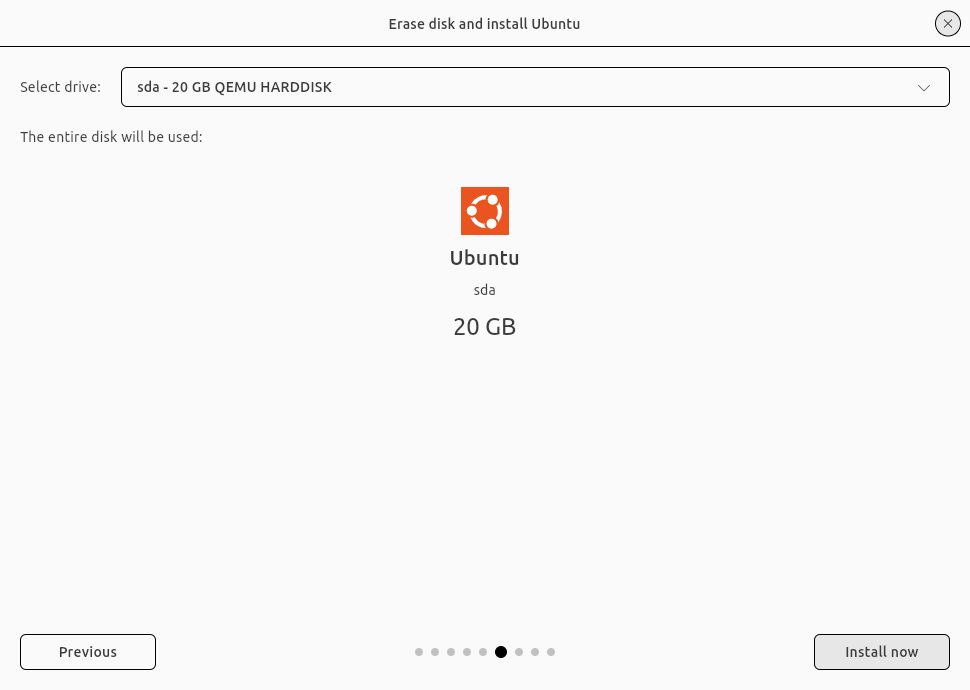 Erase disk and install Ubuntu
Select drive: sda - 20 GB QEMU HARDDISK
The entire disk will be used:
Ubuntu
sda
20 GB
Previous Install now